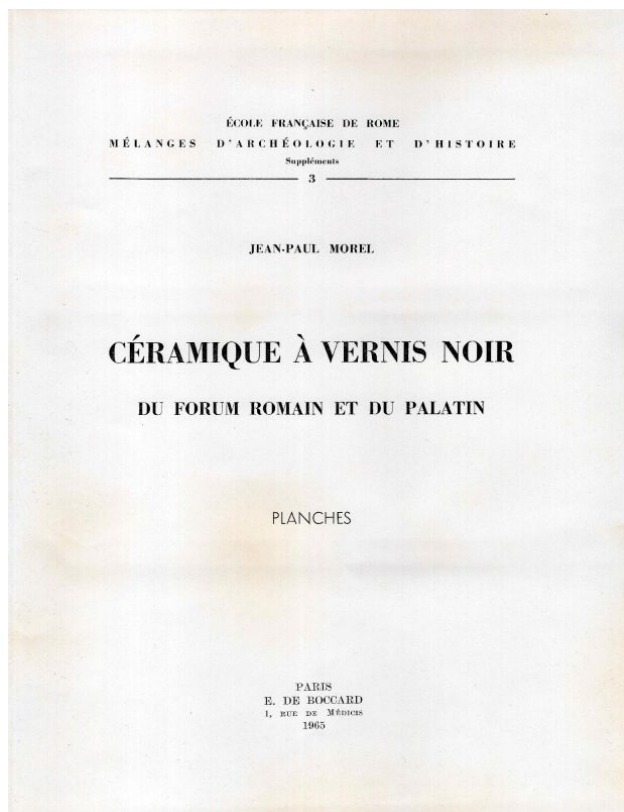 ÉCOLE FRANÇAISE DE ROME
MÉLANGES D'ARCHÉOLOGIE ET D'HISTOIRE
Suppléments
3
JEAN-PAUL MOREL
CÉRAMIQUE À VERNIS NOIR
DU FORUM ROMAIN ET DU PALATIN
PLANCHES
PARIS
E. DE BOCCARD
1, RUE DE MÉDICIS
1965